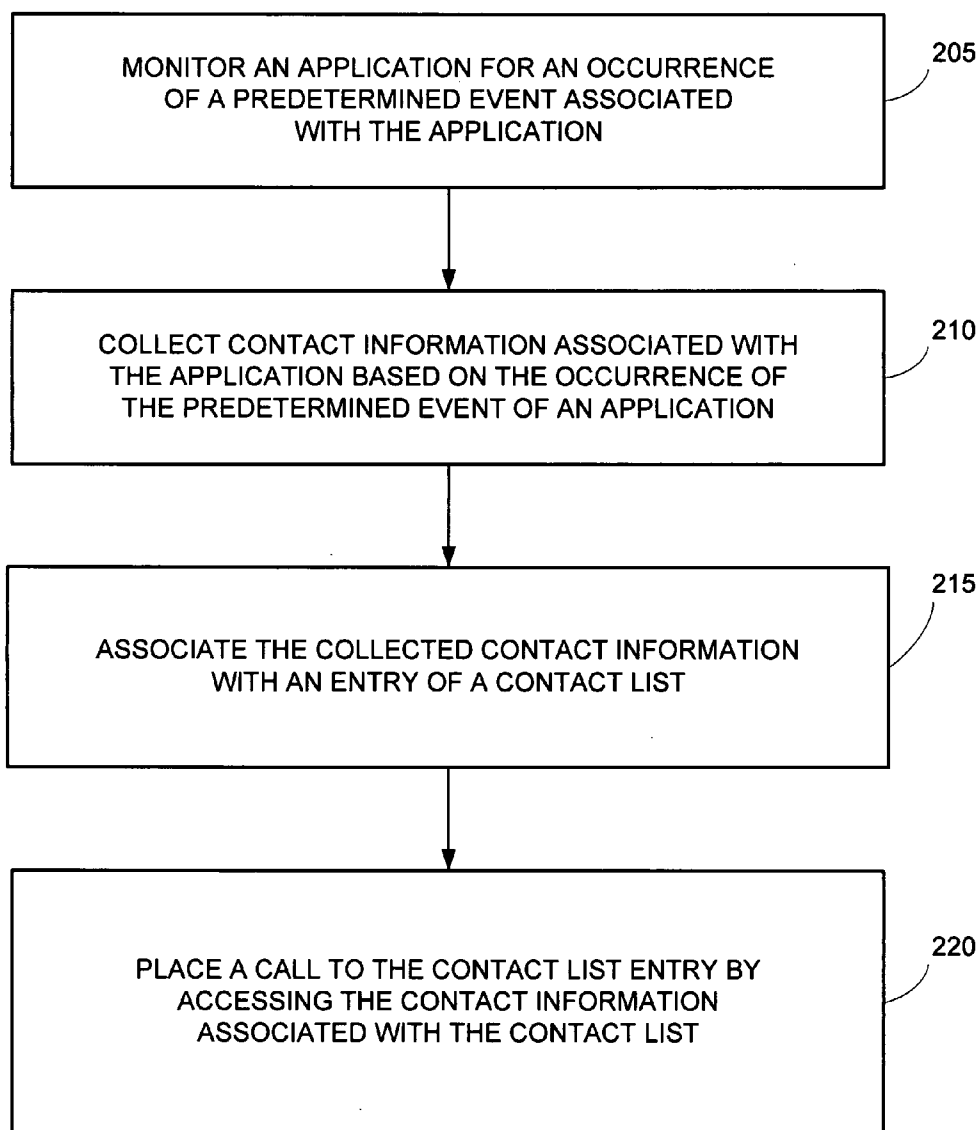 MONITOR AN APPLICATION FOR AN OCCURRENCE
OF A PREDETERMINED EVENT ASSOCIATED
WITH THE APPLICATION
205
COLLECT CONTACT INFORMATION ASSOCIATED WITH
THE APPLICATION BASED ON THE OCCURRENCE OF
THE PREDETERMINED EVENT OF AN APPLICATION
210
ASSOCIATE THE COLLECTED CONTACT INFORMATION
WITH AN ENTRY OF A CONTACT LIST
215
PLACE A CALL TO THE CONTACT LIST ENTRY BY
ACCESSING THE CONTACT INFORMATION
ASSOCIATED WITH THE CONTACT LIST
220